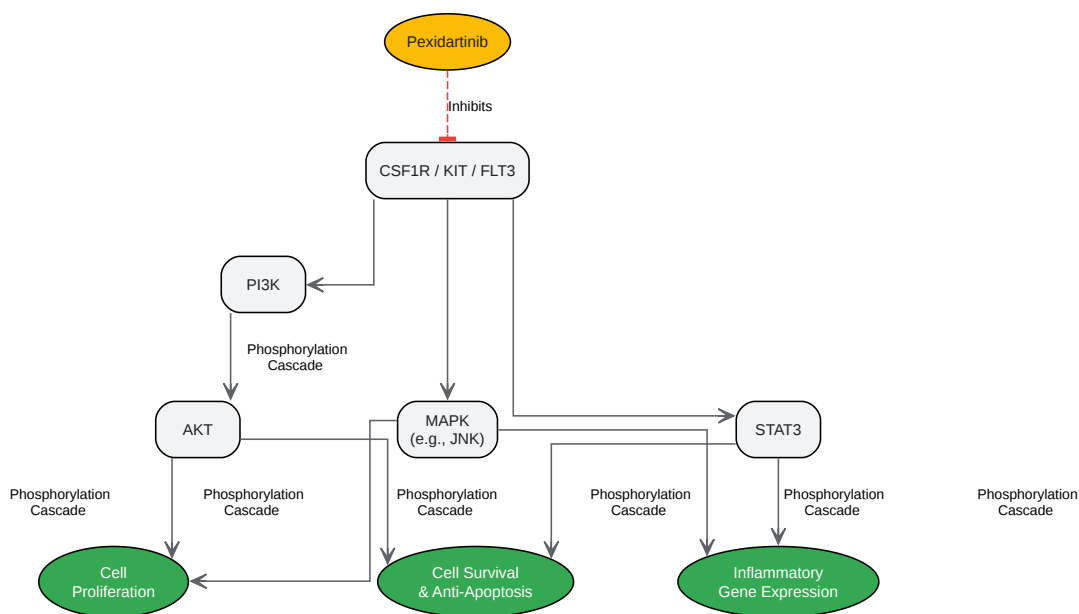 Pexidartinib
Inhibits
CSF1R / KIT / FLT3
PI3K
Phosphorylation
Cascade
AKT
MAPK
(e.g., JNK)
STAT3
Phosphorylation
Cascade
Phosphorylation
Cascade
Phosphorylation
Cascade
Phosphorylation
Cascade
Phosphorylation
Cascade
Phosphorylation
Cascade
Cell
Proliferation
Cell Survival
& Anti-Apoptosis
Inflammatory
Gene Expression